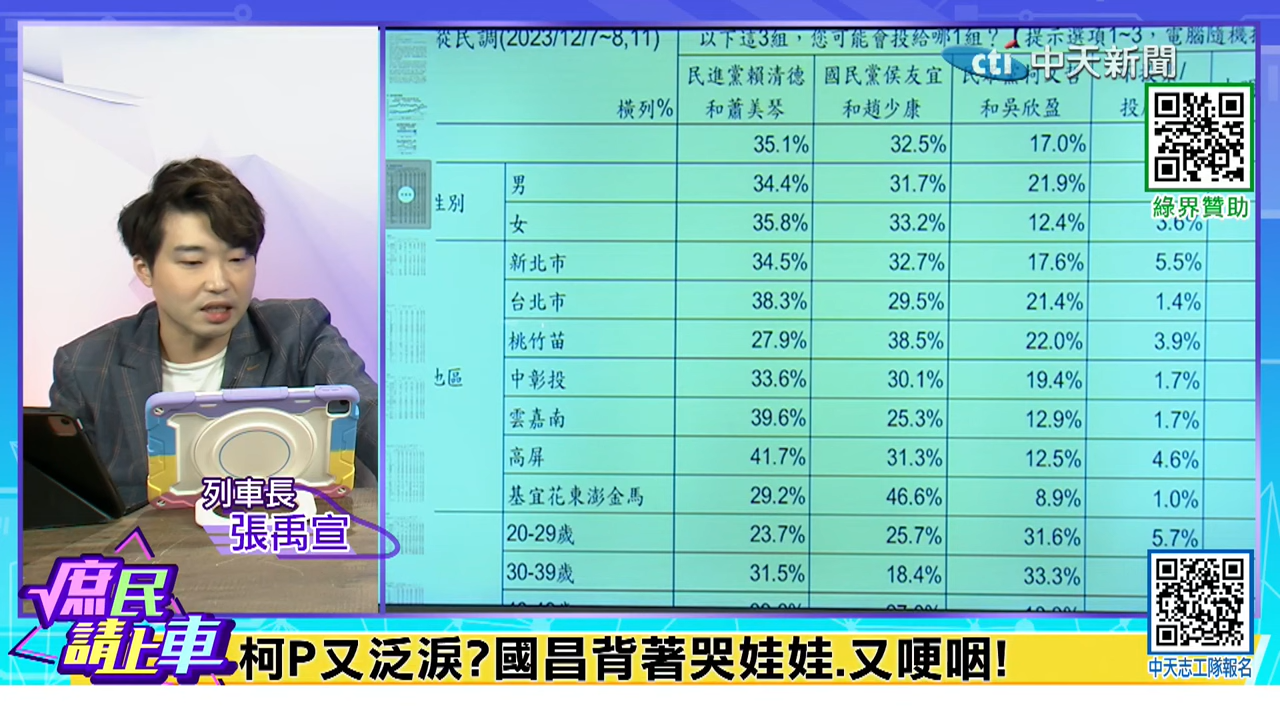 從民調(2023/12/7~8,11)
以下這3組，您可能會投給哪1組？【提示選項1~3，電腦隨機
cti 中天新聞
橫列%
民進黨賴清德
和蕭美琴
國民黨侯友宜
和趙少康
和吳欣盈
35.1% 32.5% 17.0%
性別
男 34.4% 31.7% 21.9%
女 35.8% 33.2% 12.4% 3.6%
地區
新北市 34.5% 32.7% 17.6% 5.5%
台北市 38.3% 29.5% 21.4% 1.4%
桃竹苗 27.9% 38.5% 22.0% 3.9%
中彰投 33.6% 30.1% 19.4% 1.7%
雲嘉南 39.6% 25.3% 12.9% 1.7%
高屏 41.7% 31.3% 12.5% 4.6%
基宜花東澎金馬 29.2% 46.6% 8.9% 1.0%
20-29歲 23.7% 25.7% 31.6% 5.7%
30-39歲 31.5% 18.4% 33.3%
綠界贊助
列車長
張禹宣
庶民
請上車
柯P又泛淚?國昌背著哭娃娃.又哽咽!
中天志工隊報名